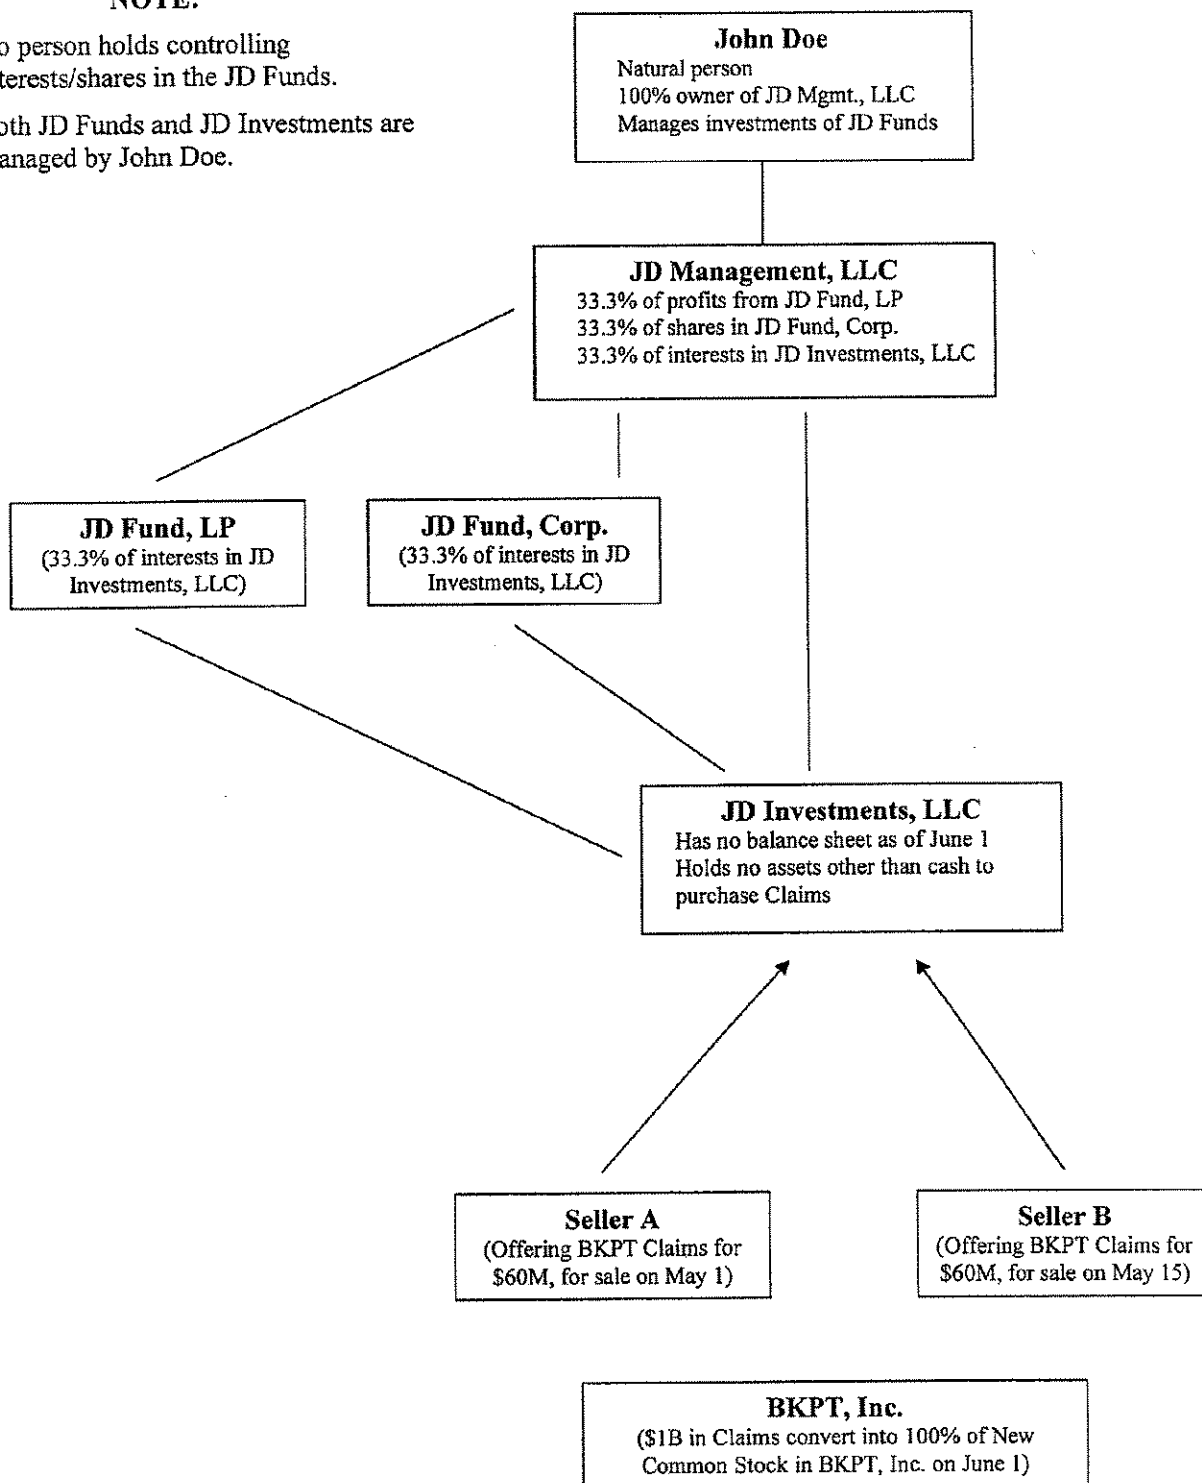 NOTE:
o person holds controlling
terests/shares in the JD Funds.
oth JD Funds and JD Investments are
anaged by John Doe.
John Doe
Natural person
100% owner of JD Mgmt., LLC
Manages investments of JD Funds
JD Management, LLC
33.3% of profits from JD Fund, LP
33.3% of shares in JD Fund, Corp.
33.3% of interests in JD Investments, LLC
JD Fund, LP
(33.3% of interests in JD
Investments, LLC)
JD Fund, Corp.
(33.3% of interests in JD
Investments, LLC)
JD Investments, LLC
Has no balance sheet as of June 1
Holds no assets other than cash to
purchase Claims
Seller A
(Offering BKPT Claims for
$60M, for sale on May 1)
Seller B
(Offering BKPT Claims for
$60M, for sale on May 15)
BKPT, Inc.
($1B in Claims convert into 100% of New
Common Stock in BKPT, Inc. on June 1)